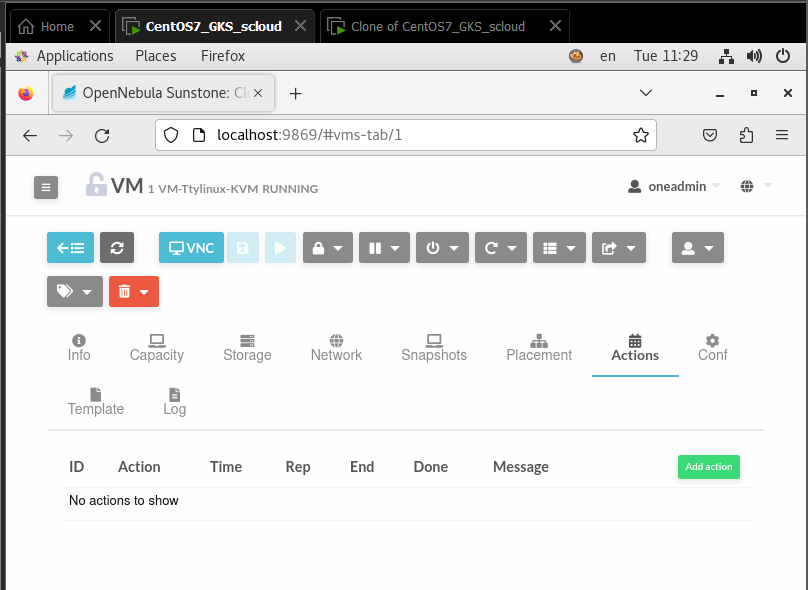 Home
CentOS7_GKS_scloud
Clone of CentOS7_GKS_scloud
Applications Places Firefox en Tue 11:29
OpenNebula Sunstone: Cl
localhost:9869/#vms-tab/1
VM 1 VM-Ttylinux-KVM RUNNING
oneadmin
VNC
Info Capacity Storage Network Snapshots Placement Actions Conf
Template Log
ID Action Time Rep End Done Message Add action
No actions to show